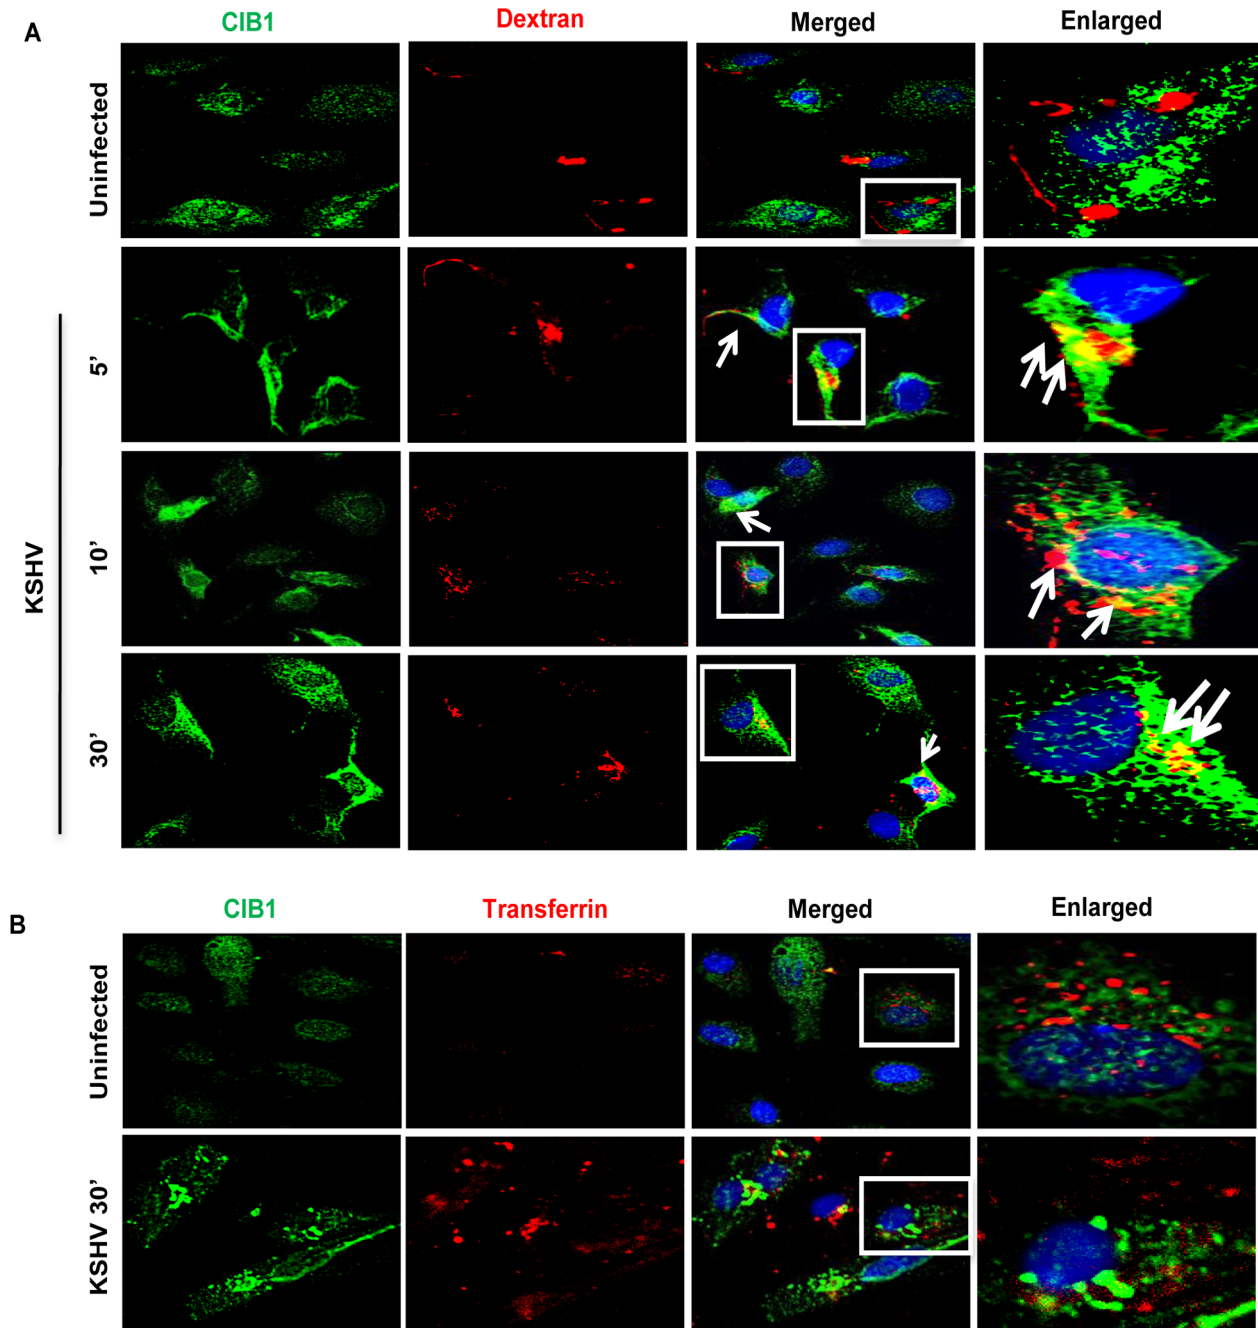 A
CIB1
Dextran
Merged
Enlarged
Uninfected
KSHV
5'
10'
30'
B
CIB1
Transferrin
Merged
Enlarged
Uninfected
KSHV 30'